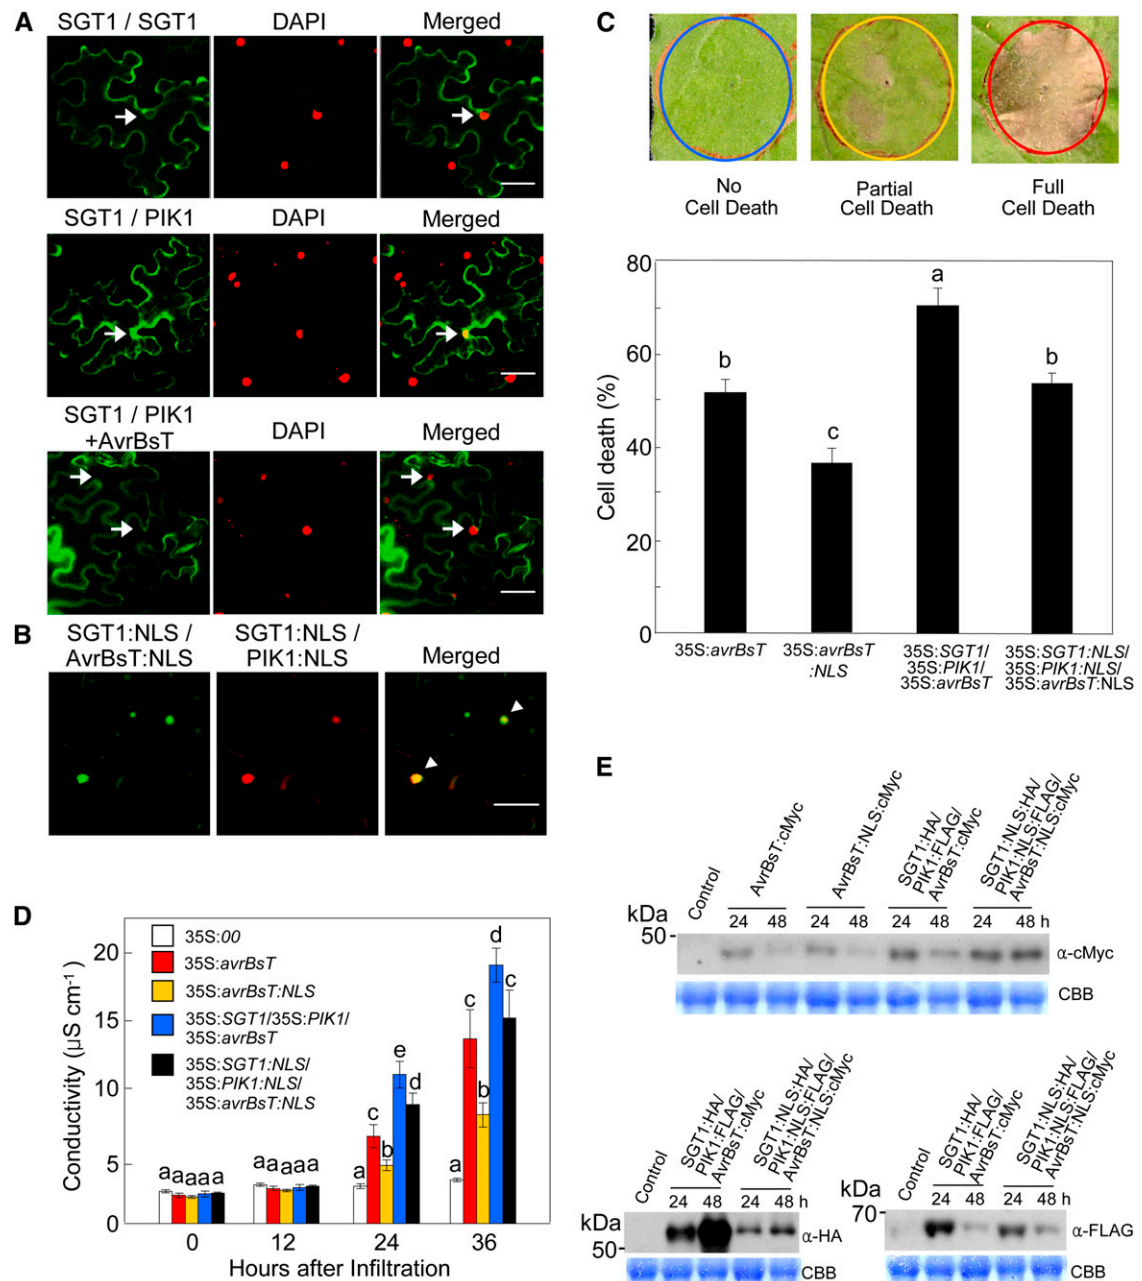 A
SGT1 / SGT1
DAPI
Merged
SGT1 / PIK1
DAPI
Merged
SGT1 / PIK1
+AvrBsT
DAPI
Merged
B
SGT1:NLS /
AvrBsT:NLS
SGT1:NLS /
PIK1:NLS
Merged
C
No
Cell Death
Partial
Cell Death
Full
Cell Death
Cell death (%)
80
60
40
20
0
b
c
a
b
35S:avrBsT
35S:avrBsT
:NLS
35S:SGT1/
35S:PIK1/
35S:avrBsT
35S:SGT1:NLS/
35S:PIK1:NLS/
35S:avrBsT:NLS
D
Conductivity (µS cm⁻¹)
20
15
10
5
0
35S:00
35S:avrBsT
35S:avrBsT:NLS
35S:SGT1/35S:PIK1/
35S:avrBsT
35S:SGT1:NLS/
35S:PIK1:NLS/
35S:avrBsT:NLS
a a a a a
a a a a a
a c b e d
a c b d c
0 12 24 36
Hours after Infiltration
E
Control
AvrBsT:cMyc
AvrBsT:NLS:cMyc
SGT1:HA/
PIK1:FLAG/
AvrBsT:cMyc
SGT1:NLS:HA/
PIK1:NLS:FLAG/
AvrBsT:NLS:cMyc
kDa
24 48 24 48 24 48 24 48 h
50
α-cMyc
CBB
Control
SGT1:HA/
PIK1:FLAG/
AvrBsT:cMyc
SGT1:NLS:HA/
PIK1:NLS:FLAG/
AvrBsT:NLS:cMyc
24 48 24 48 h
kDa
50
α-HA
CBB
Control
SGT1:HA/
PIK1:FLAG/
AvrBsT:cMyc
SGT1:NLS:HA/
PIK1:NLS:FLAG/
AvrBsT:NLS:cMyc
kDa
24 48 24 48 h
70
α-FLAG
CBB